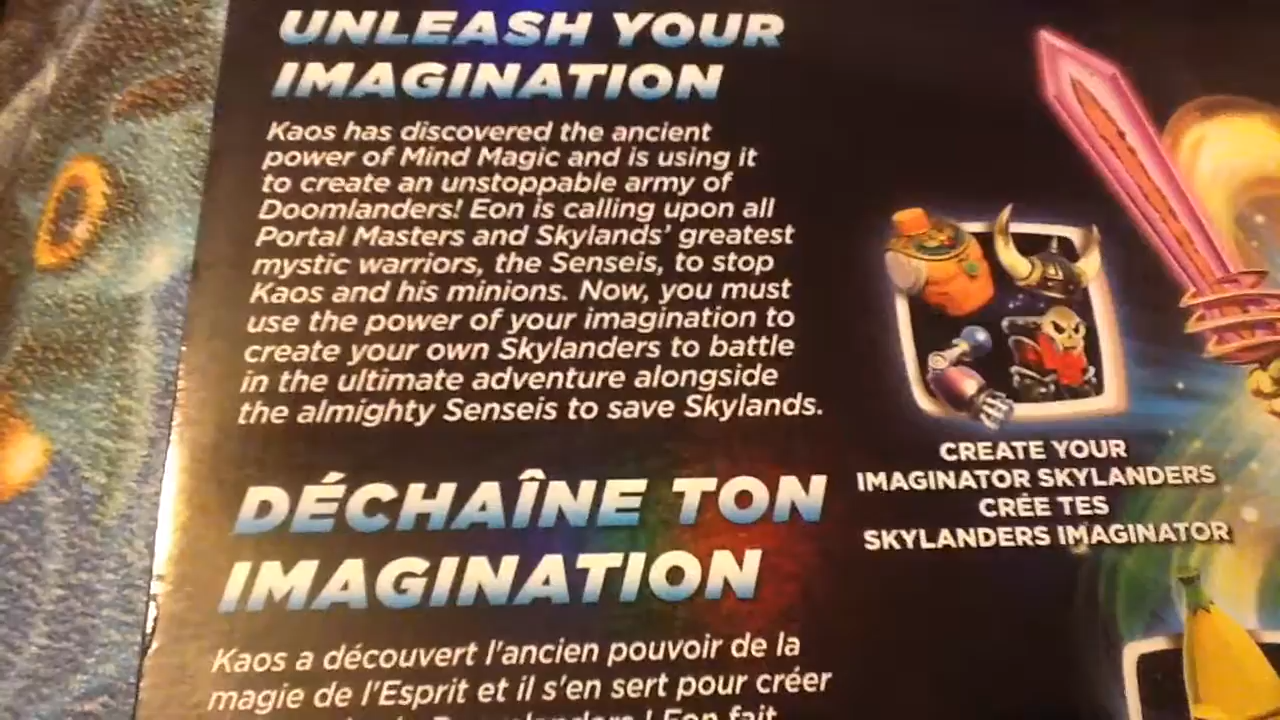 UNLEASH YOUR
IMAGINATION
Kaos has discovered the ancient
power of Mind Magic and is using it
to create an unstoppable army of
Doomlanders! Eon is calling upon all
Portal Masters and Skylands' greatest
mystic warriors, the Senseis, to stop
Kaos and his minions. Now, you must
use the power of your imagination to
create your own Skylanders to battle
in the ultimate adventure alongside
the almighty Senseis to save Skylands.
CREATE YOUR
IMAGINATOR SKYLANDERS
CRÉE TES
SKYLANDERS IMAGINATOR
DÉCHAÎNE TON
IMAGINATION
Kaos a découvert l'ancien pouvoir de la
magie de l'Esprit et il s'en sert pour créer
Doomlanders ! Eon fait